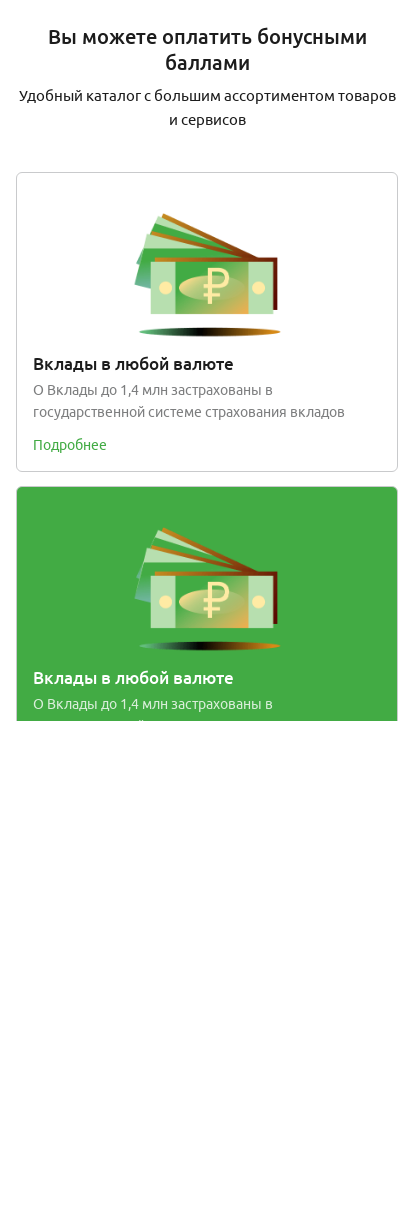 Вы можете оплатить бонусными
баллами
Удобный каталог с большим ассортиментом товаров
и сервисов
₽
Вклады в любой валюте
О Вклады до 1,4 млн застрахованы в
государственной системе страхования вкладов
Подробнее
₽
Вклады в любой валюте
О Вклады до 1,4 млн застрахованы в